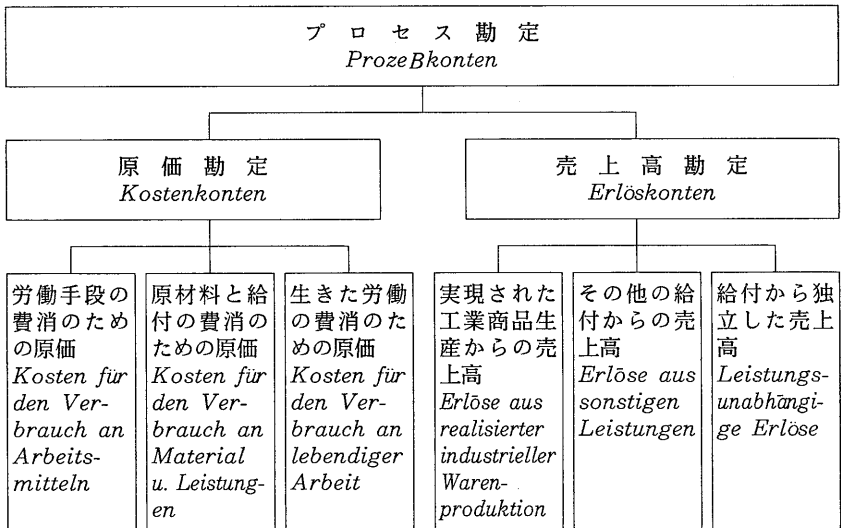 プロセス勘定
ProzeBkonten
原価勘定
Kostenkonten
売上高勘定
Erlöskonten
労働手段の
費消のため
の原価
Kosten für
den Ver-
brauch an
Arbeits-
mitteln
原材料と給
付の費消の
ための原価
Kosten für
den Ver-
brauch an
Material
u. Leistung-
en
生きた労働
の費消のた
めの原価
Kosten für
den Ver-
brauch an
lebendiger
Arbeit
実現された
工業商品生
産からの売
上高
Erlöse aus
realisierter
industrieller
Waren-
produktion
その他の給
付からの売
上高
Erlöse aus
sonstigen
Leistungen
給付から独
立した売上
高
Leistungs-
unabhängi-
ge Erlöse